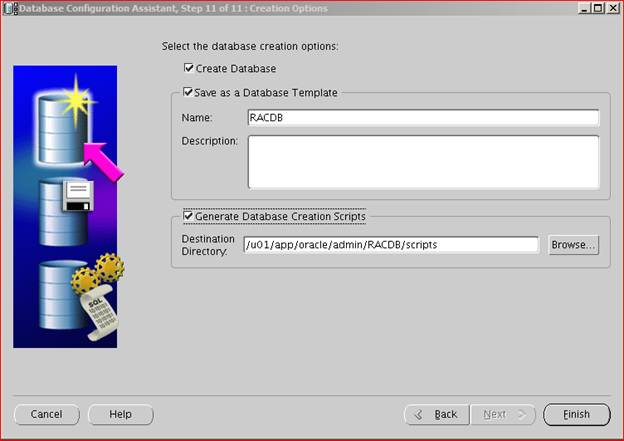 Database Configuration Assistant, Step 11 of 11 : Creation Options
Select the database creation options:
Create Database
Save as a Database Template
Name: RACDB
Description:
Generate Database Creation Scripts
Destination
Directory: /u01/app/oracle/admin/RACDB/scripts Browse...
SQL
Cancel Help Back Next Finish